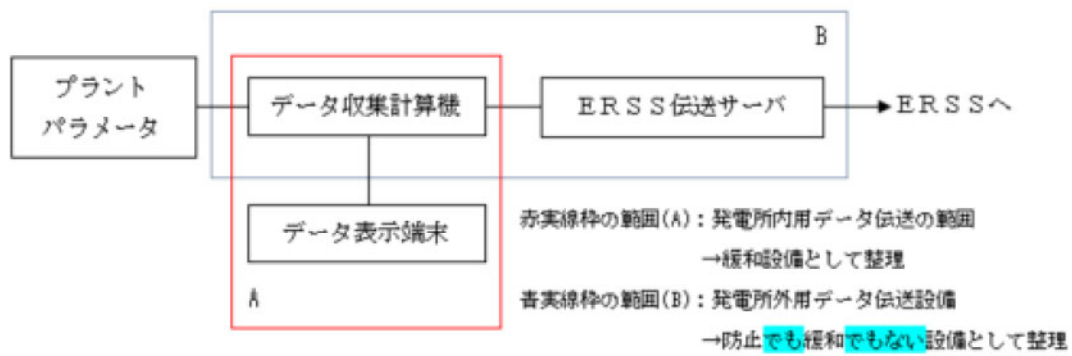 B
プラント
パラメータ
データ収集計算機
ＥＲＳＳ伝送サーバ
ＥＲＳＳへ
データ表示端末
A
赤実線枠の範囲(A)：発電所内用データ伝送の範囲
→緩和設備として整理
青実線枠の範囲(B)：発電所外用データ伝送設備
→防止でも緩和でもない設備として整理